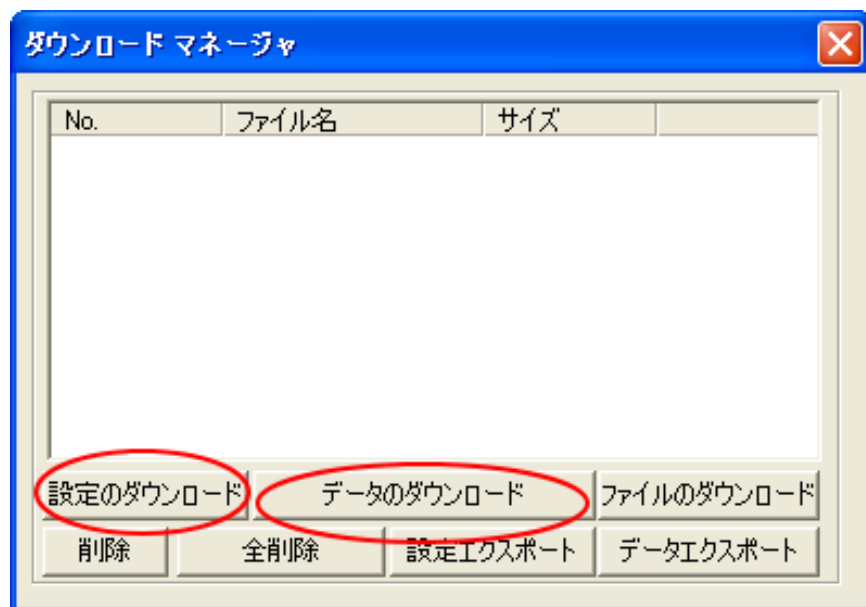 ダウンロード マネージャ
No. ファイル名 サイズ
設定のダウンロード データのダウンロード ファイルのダウンロード
削除 全削除 設定エクスポート データエクスポート